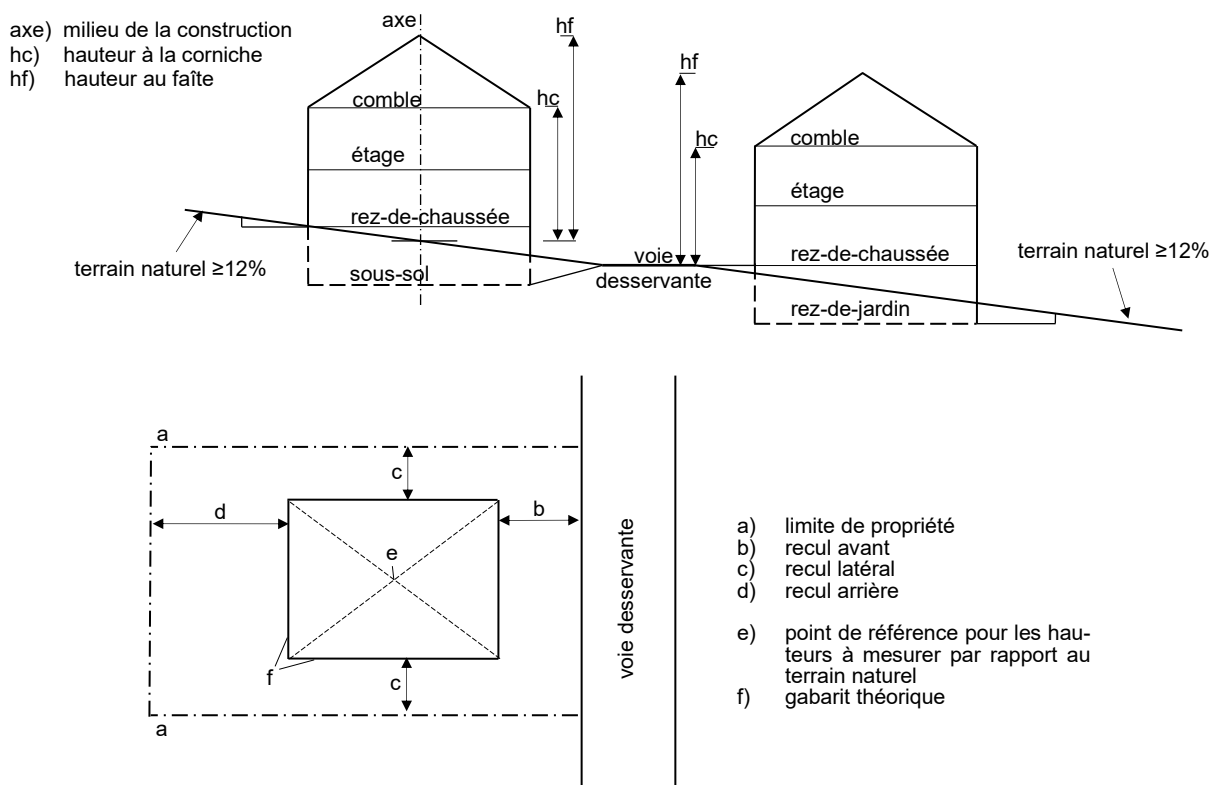 axe) milieu de la construction
hc) hauteur à la corniche
hf) hauteur au faîte
axe
hf
hc
comble
étage
rez-de-chaussée
sous-sol
terrain naturel ≥12%
hf
hc
voie
desservante
comble
étage
rez-de-chaussée
rez-de-jardin
terrain naturel ≥12%
a
c
d
b
e
f
c
a
voie desservante
a) limite de propriété
b) recul avant
c) recul latéral
d) recul arrière
e) point de référence pour les hau-
teurs à mesurer par rapport au
terrain naturel
f) gabarit théorique